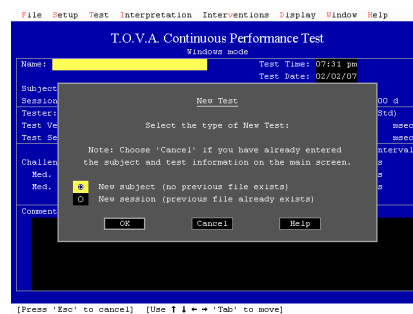 File Setup Test Interpretation Interventions Display Window Help
T.O.V.A. Continuous Performance Test
Windows mode
Name: Test Time: 07:31 pm
Test Date: 02/02/07
Subject
Session 00 d
Tester: Std)
Test Ve msec
Test Se msec
nterval
Challen s
Med. s
Med. s
Comment
New Test
Select the type of New Test:
Note: Choose 'Cancel' if you have already entered
the subject and test information on the main screen.
New subject (no previous file exists)
New session (previous file already exists)
OK Cancel Help
[Press 'Esc' to cancel] [Use ↑ ↓ ← → 'Tab' to move]